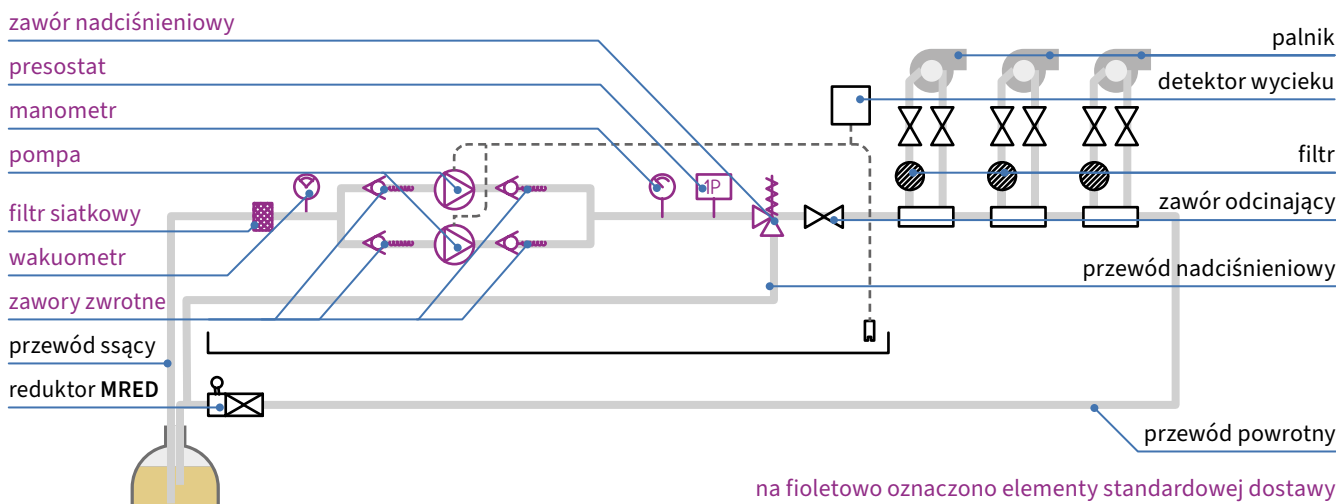 zawór nadciśnieniowy
presostat
manometr
pompa
filtr siatkowy
wakuometr
zawory zwrotne
przewód ssący
reduktor MRED
1P
palnik
detektor wycieku
filtr
zawór odcinający
przewód nadciśnieniowy
przewód powrotny
na fioletowo oznaczono elementy standardowej dostawy